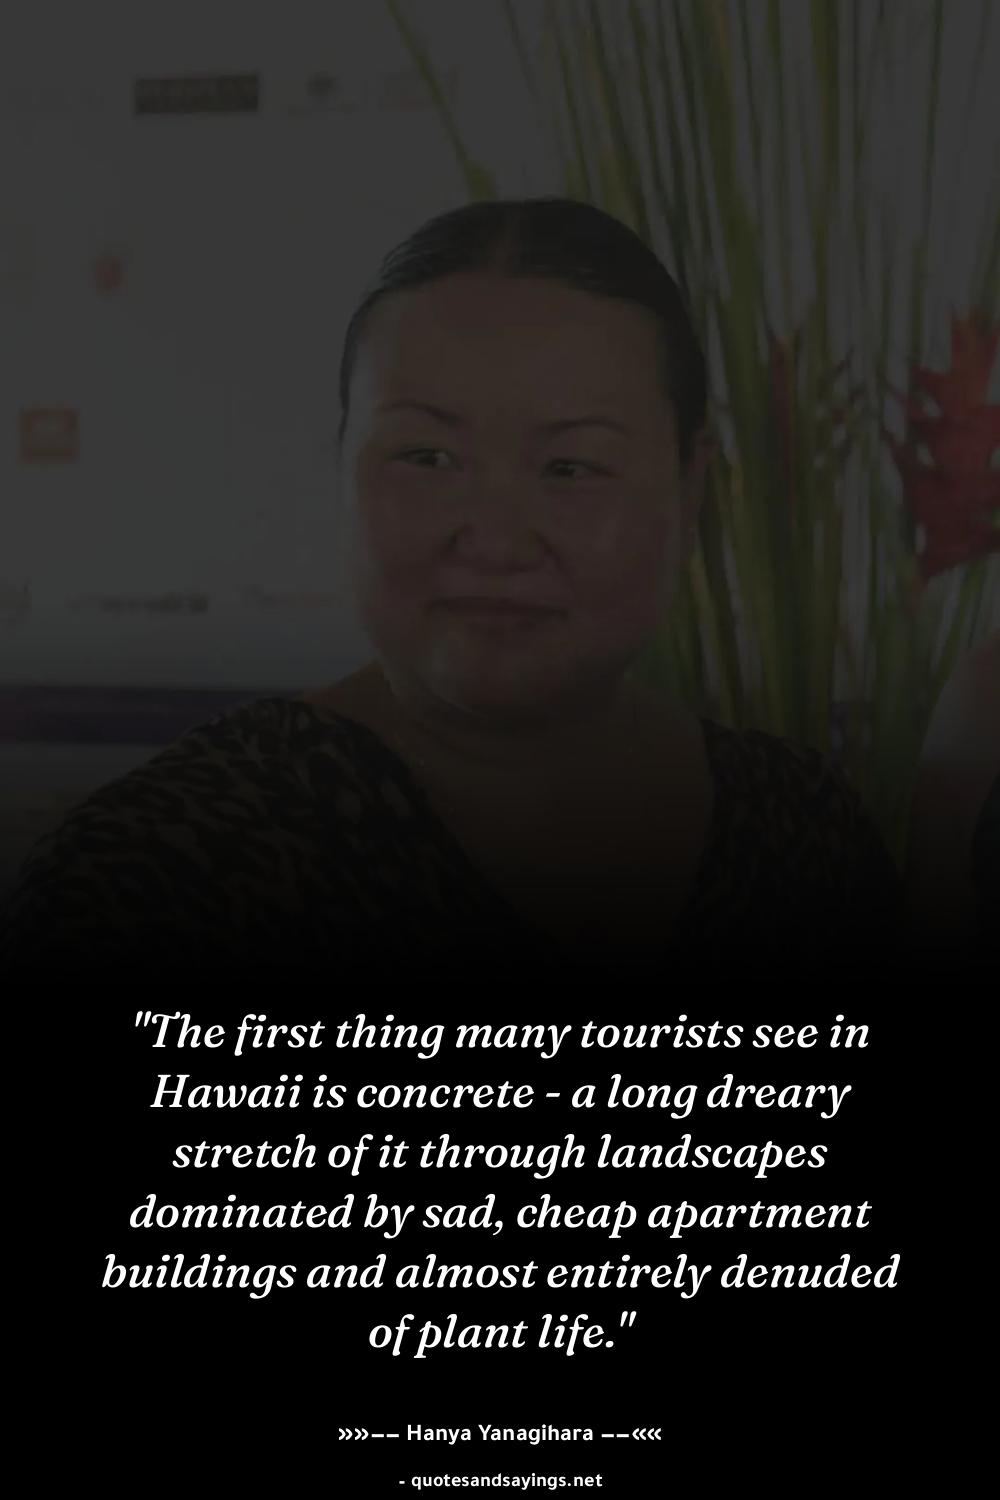 "The first thing many tourists see in
Hawaii is concrete - a long dreary
stretch of it through landscapes
dominated by sad, cheap apartment
buildings and almost entirely denuded
of plant life."
»»–– Hanya Yanagihara ––««
- quotesandsayings.net